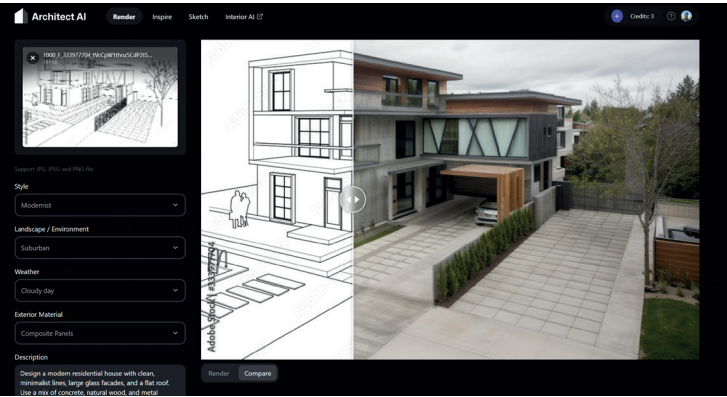 Architect AI
Render
Inspire
Sketch
Interior AI
Credits: 3
Support JPG, JPEG and PNG file
Style
Modernist
Landscape / Environment
Suburban
Weather
Cloudy day
Exterior Material
Composite Panels
Description
Design a modern residential house with clean,
minimalist lines, large glass facades, and a flat roof.
Use a mix of concrete, natural wood, and metal
Adobe Stock | #333977704
Render
Compare